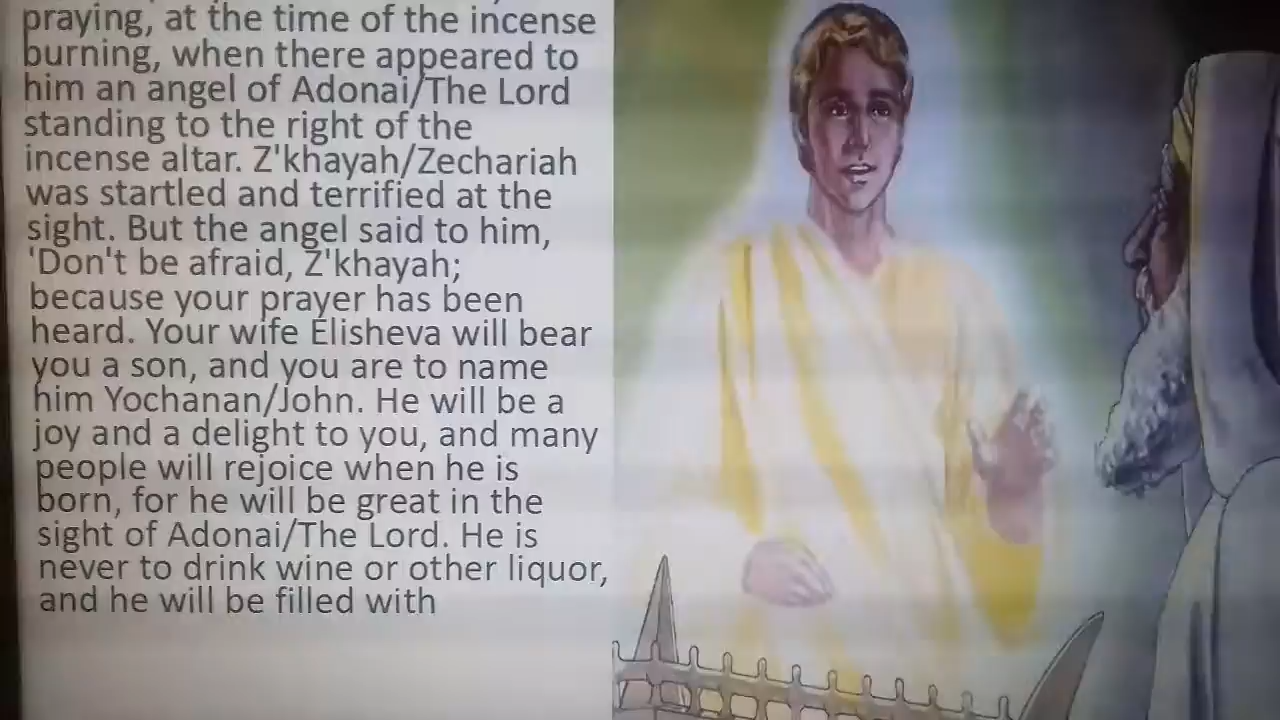 praying, at the time of the incense
burning, when there appeared to
him an angel of Adonai/The Lord
standing to the right of the
incense altar. Z'khayah/Zechariah
was startled and terrified at the
sight. But the angel said to him,
'Don't be afraid, Z'khayah;
because your prayer has been
heard. Your wife Elisheva will bear
you a son, and you are to name
him Yochanan/John. He will be a
joy and a delight to you, and many
people will rejoice when he is
born, for he will be great in the
sight of Adonai/The Lord. He is
never to drink wine or other liquor,
and he will be filled with